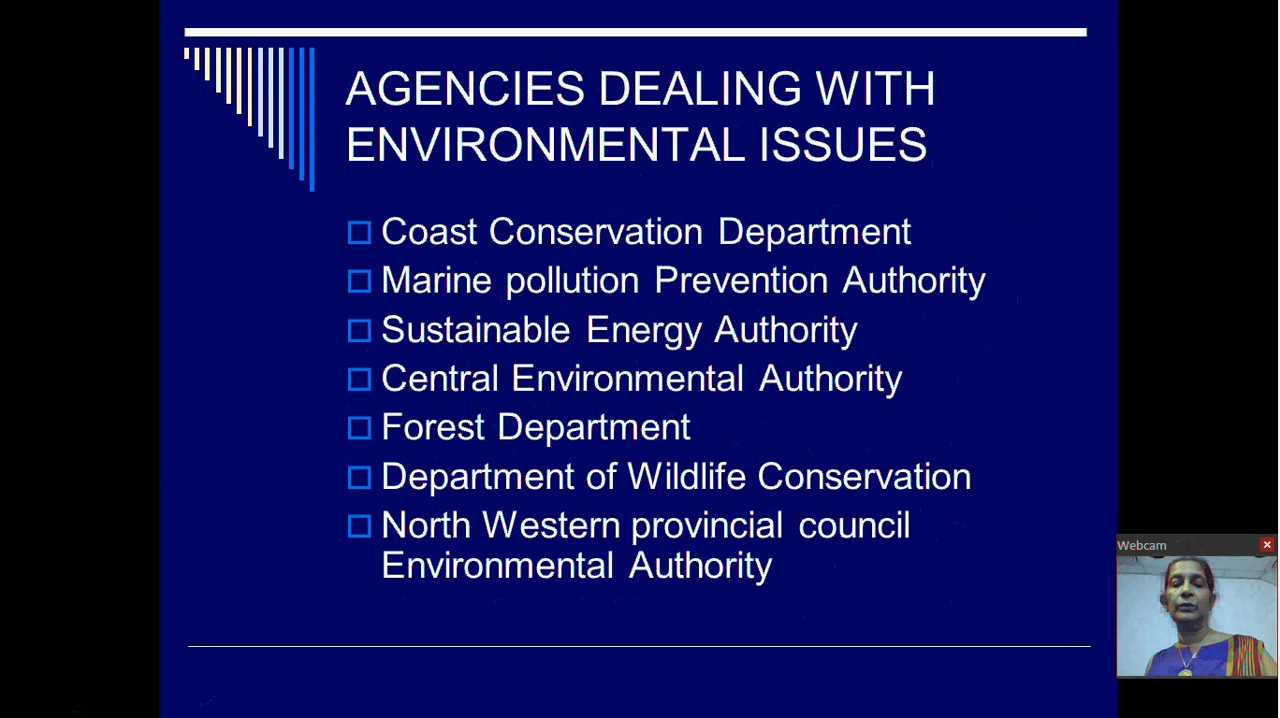 AGENCIES DEALING WITH
ENVIRONMENTAL ISSUES
Coast Conservation Department
Marine pollution Prevention Authority
Sustainable Energy Authority
Central Environmental Authority
Forest Department
Department of Wildlife Conservation
North Western provincial council
Environmental Authority
Webcam